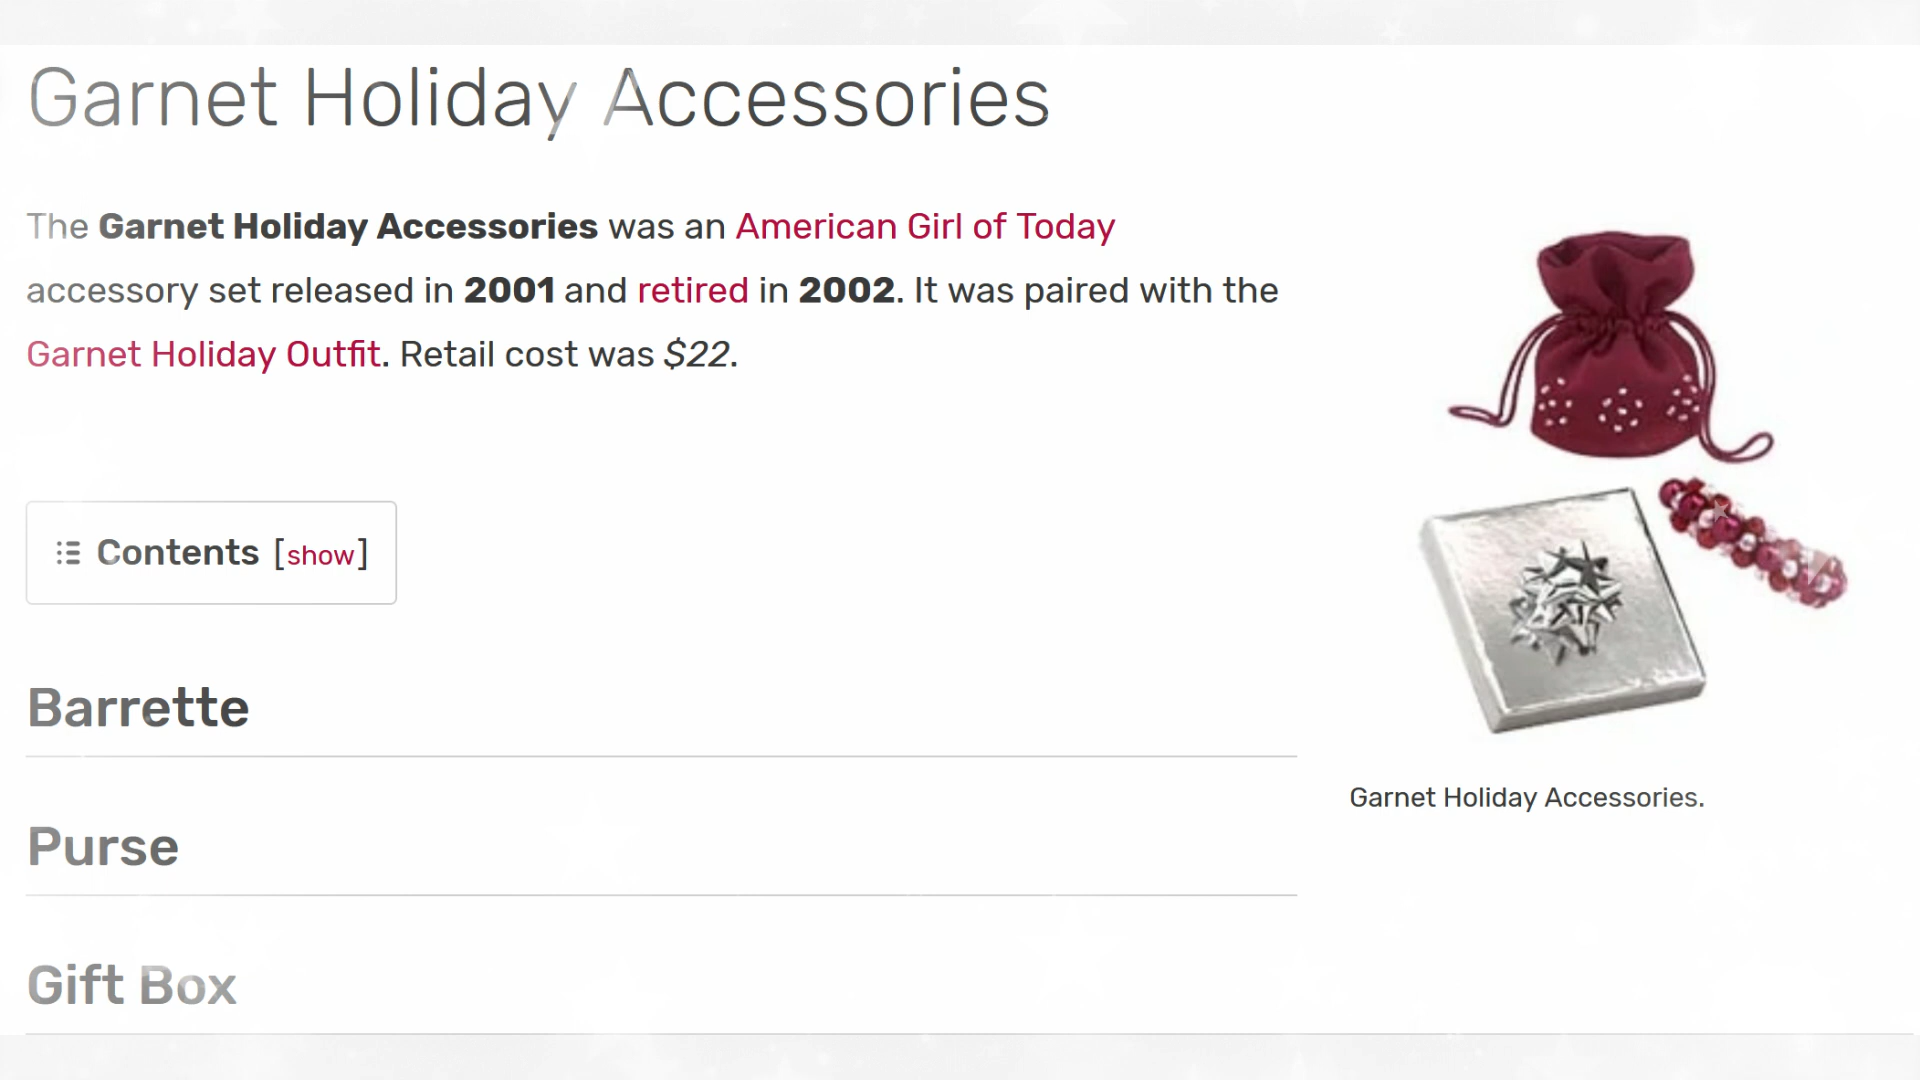 Garnet Holiday Accessories
The Garnet Holiday Accessories was an American Girl of Today
accessory set released in 2001 and retired in 2002. It was paired with the
Garnet Holiday Outfit. Retail cost was $22.
Contents [show]
Barrette
Purse
Gift Box
Garnet Holiday Accessories.